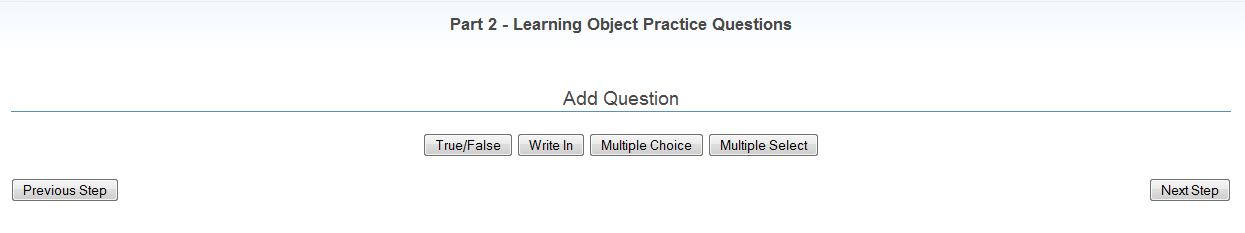 Part 2 - Learning Object Practice Questions
Add Question
True/False Write In Multiple Choice Multiple Select
Previous Step Next Step